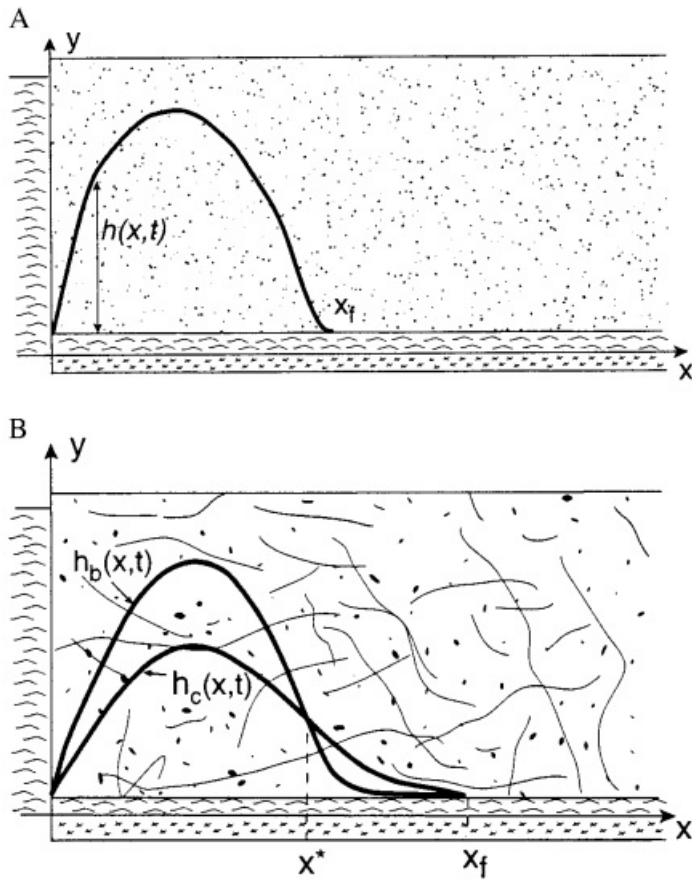 A
y
h(x,t)
x_f
x
B
y
h_b(x,t)
h_c(x,t)
x
x*
x_f